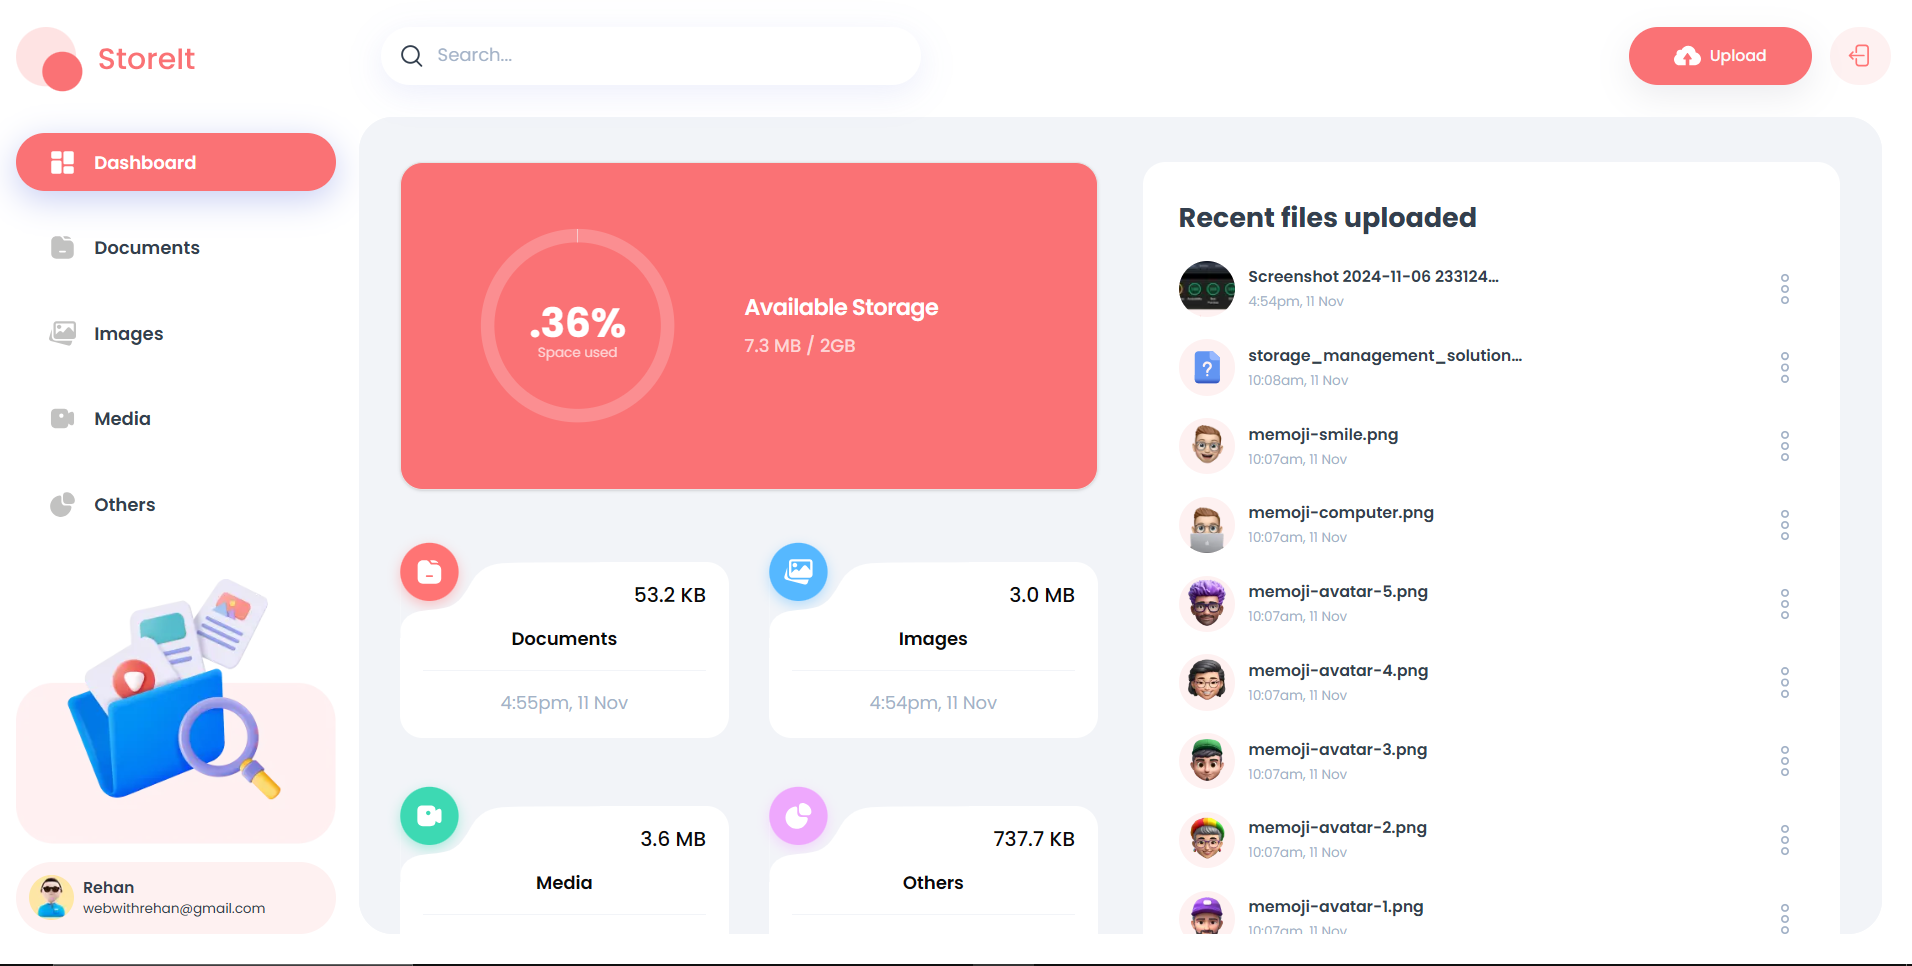 StoreIt
Search...
Upload
Dashboard
Documents
Images
Media
Others
Rehan
webwithrehan@gmail.com
.36%
Space used
Available Storage
7.3 MB / 2GB
53.2 KB
Documents
4:55pm, 11 Nov
3.0 MB
Images
4:54pm, 11 Nov
3.6 MB
Media
737.7 KB
Others
Recent files uploaded
Screenshot 2024-11-06 233124...
4:54pm, 11 Nov
storage_management_solution...
10:08am, 11 Nov
memoji-smile.png
10:07am, 11 Nov
memoji-computer.png
10:07am, 11 Nov
memoji-avatar-5.png
10:07am, 11 Nov
memoji-avatar-4.png
10:07am, 11 Nov
memoji-avatar-3.png
10:07am, 11 Nov
memoji-avatar-2.png
10:07am, 11 Nov
memoji-avatar-1.png
10:07am, 11 Nov